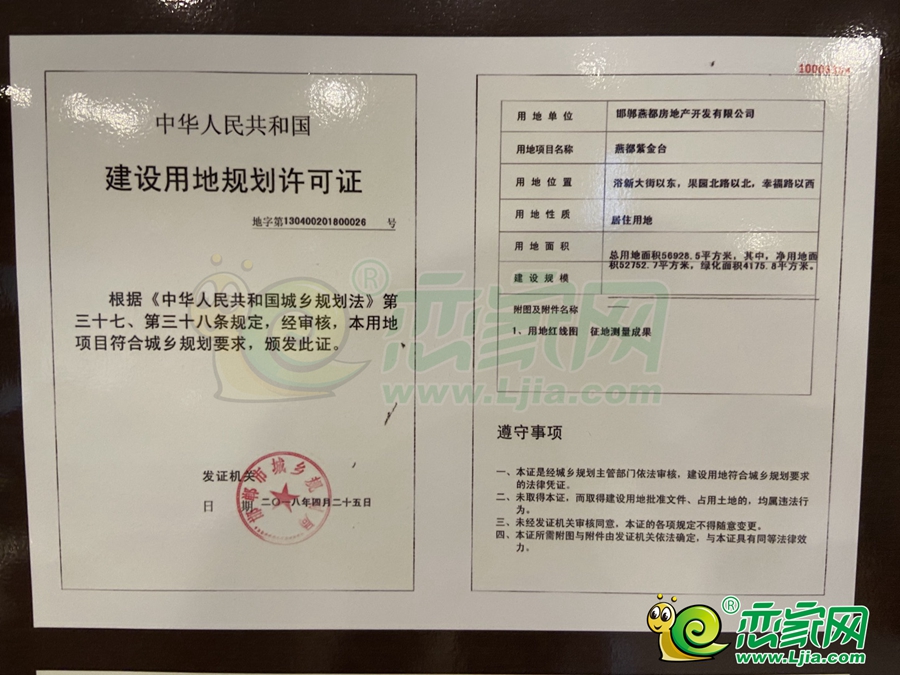 中华人民共和国
建设用地规划许可证
地字第130400201800026 号
根据《中华人民共和国城乡规划法》第
三十七、第三十八条规定，经审核，本用地
项目符合城乡规划要求，颁发此证。
发证机关
日 期 二〇一八年四月二十五日
邯郸市城乡规
用地单位 邯郸燕都房地产开发有限公司
用地项目名称 燕都紫金台
用地位置 浴新大街以东，果园北路以北，幸福路以西
用地性质 居住用地
用地面积 总用地面积56928.5平方米，其中，净用地面
积52752.7平方米，绿化面积4175.8平方米。
建设规模
附图及附件名称
1、用地红线图 征地测量成果
遵守事项
一、本证是经城乡规划主管部门依法审核，建设用地符合城乡规划要求
的法律凭证。
二、未取得本证，而取得建设用地批准文件、占用土地的，均属违法行
为。
三、未经发证机关审核同意，本证的各项规定不得随意变更。
四、本证所需附图与附件由发证机关依法确定，与本证具有同等法律效
力。
®恋家网
www.Ljia.com
®恋家网
www.Ljia.com